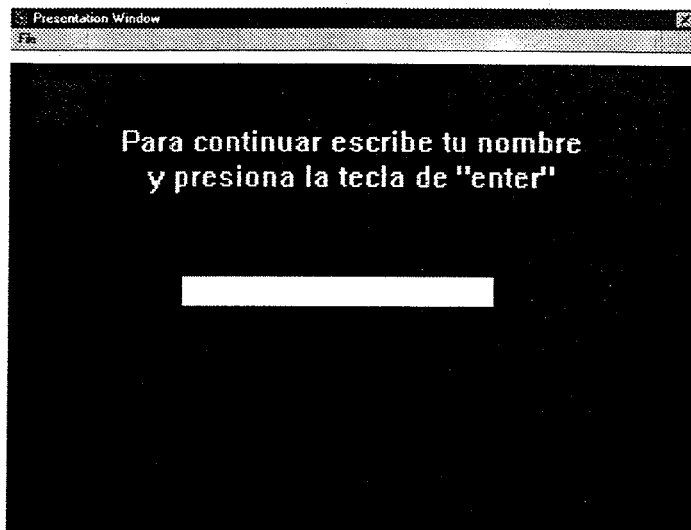 Presentation Window
File
Para continuar escribe tu nombre
y presiona la tecla de "enter"